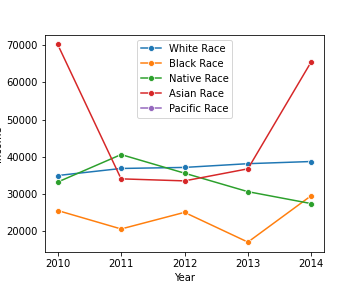 White Race
Black Race
Native Race
Asian Race
Pacific Race
70000
60000
50000
40000
30000
20000
2010
2011
2012
2013
2014
Year